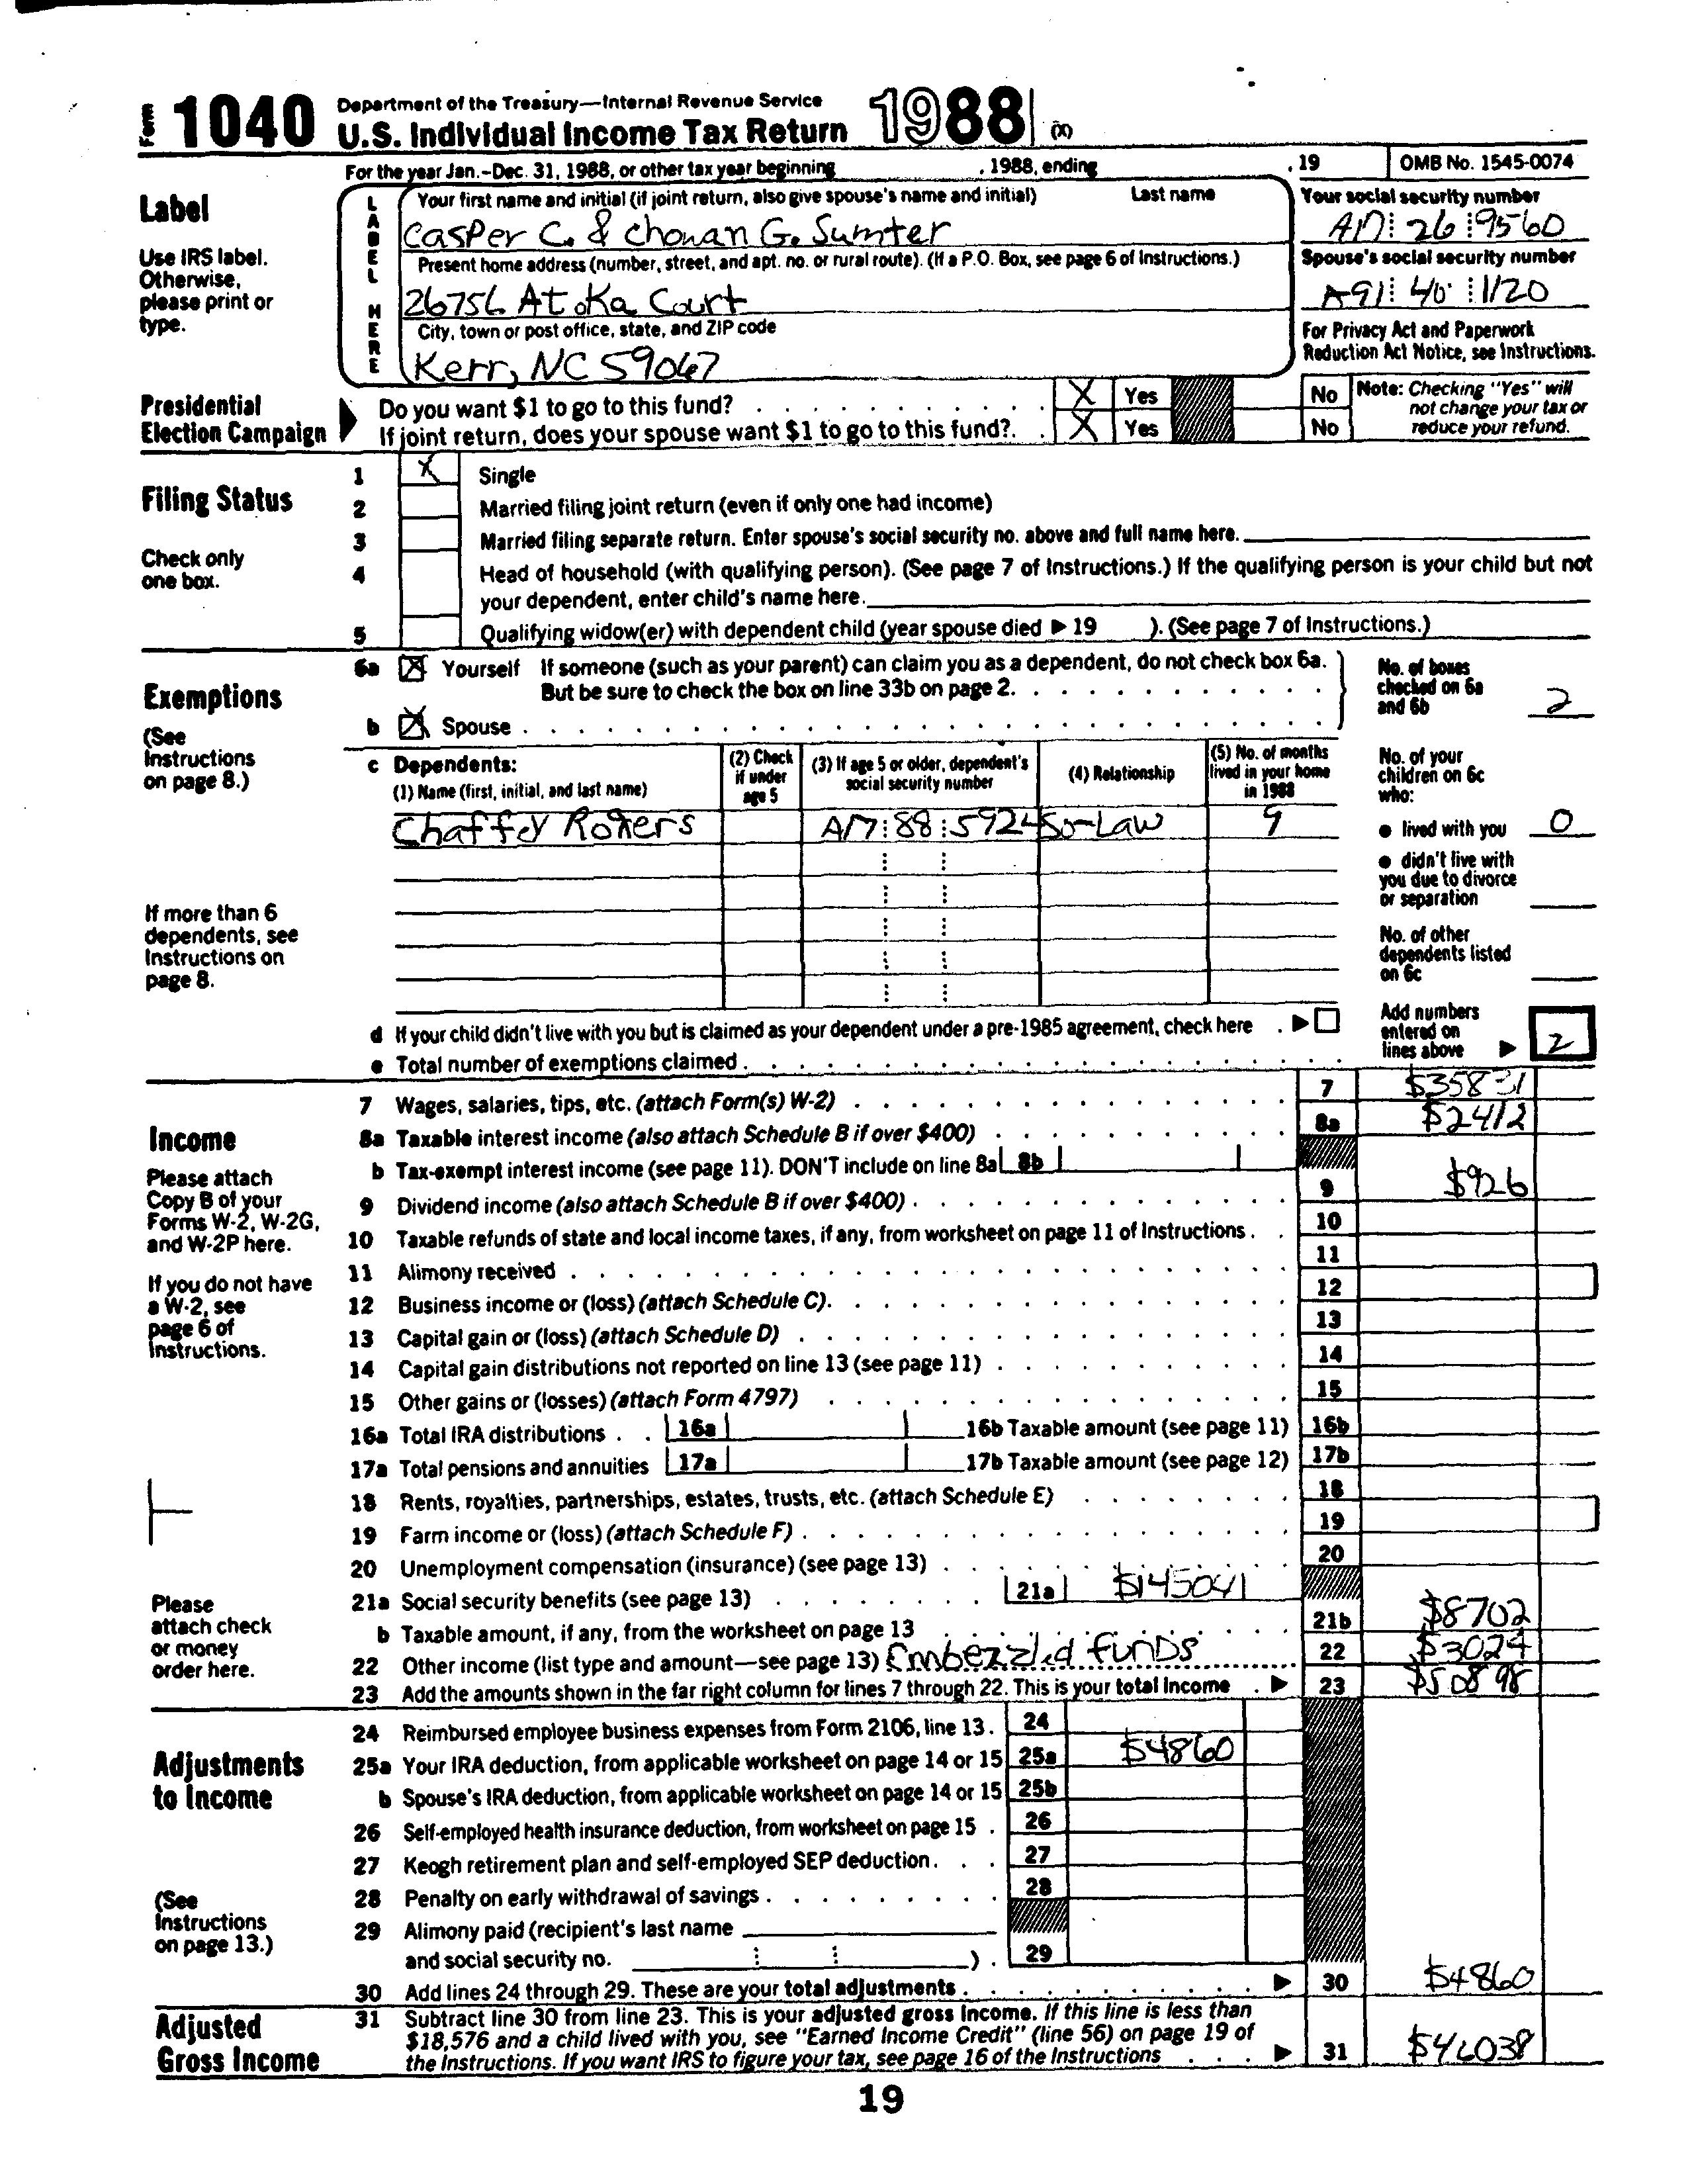 Form 1040 Department of the Treasury—Internal Revenue Service
U.S. Individual Income Tax Return 1988 (X)
For the year Jan.-Dec. 31, 1988, or other tax year beginning , 1988, ending , 19 OMB No. 1545-0074
Label
Use IRS label.
Otherwise,
please print or
type.
LABEL HERE
Your first name and initial (if joint return, also give spouse's name and initial) Last name
Casper C. & Chowan G. Sumter
Present home address (number, street, and apt. no. or rural route). (If a P.O. Box, see page 6 of Instructions.)
26756 Atoka Court
City, town or post office, state, and ZIP code
Kerr, NC 59067
Your social security number
26 9560
Spouse's social security number
A91 40 1120
For Privacy Act and Paperwork
Reduction Act Notice, see Instructions.
Presidential
Election Campaign
Do you want $1 to go to this fund? X Yes No
If joint return, does your spouse want $1 to go to this fund? X Yes No
Note: Checking "Yes" will
not change your tax or
reduce your refund.
Filing Status
Check only
one box.
1 X Single
2 Married filing joint return (even if only one had income)
3 Married filing separate return. Enter spouse's social security no. above and full name here.
4 Head of household (with qualifying person). (See page 7 of Instructions.) If the qualifying person is your child but not
your dependent, enter child's name here.
5 Qualifying widow(er) with dependent child (year spouse died ▶ 19 ). (See page 7 of Instructions.)
Exemptions
(See
Instructions
on page 8.)
6a X Yourself If someone (such as your parent) can claim you as a dependent, do not check box 6a.
But be sure to check the box on line 33b on page 2.
b X Spouse
No. of boxes
checked on 6a
and 6b 2
c Dependents:
(1) Name (first, initial, and last name)
(2) Check
if under
age 5
(3) If age 5 or older, dependent's
social security number
(4) Relationship
(5) No. of months
lived in your home
in 1988
Chaffey 88 5924 Law 9
No. of your
children on 6c
who:
● lived with you 0
● didn't live with
you due to divorce
or separation
No. of other
dependents listed
on 6c
If more than 6
dependents, see
Instructions on
page 8.
d If your child didn't live with you but is claimed as your dependent under a pre-1985 agreement, check here ▶
e Total number of exemptions claimed
Add numbers
entered on
lines above ▶ 2
Income
Please attach
Copy B of your
Forms W-2, W-2G,
and W-2P here.
If you do not have
a W-2, see
page 6 of
Instructions.
7 Wages, salaries, tips, etc. (attach Form(s) W-2) 7 $35831
8a Taxable interest income (also attach Schedule B if over $400) 8a $2412
b Tax-exempt interest income (see page 11). DON'T include on line 8a 8b
9 Dividend income (also attach Schedule B if over $400) 9 $926
10 Taxable refunds of state and local income taxes, if any, from worksheet on page 11 of Instructions 10
11 Alimony received 11
12 Business income or (loss) (attach Schedule C) 12
13 Capital gain or (loss) (attach Schedule D) 13
14 Capital gain distributions not reported on line 13 (see page 11) 14
15 Other gains or (losses) (attach Form 4797) 15
16a Total IRA distributions 16a 16b Taxable amount (see page 11) 16b
17a Total pensions and annuities 17a 17b Taxable amount (see page 12) 17b
18 Rents, royalties, partnerships, estates, trusts, etc. (attach Schedule E) 18
19 Farm income or (loss) (attach Schedule F) 19
20 Unemployment compensation (insurance) (see page 13) 20
Please
attach check
or money
order here.
21a Social security benefits (see page 13) 21a $145041
b Taxable amount, if any, from the worksheet on page 13 21b $8702
22 Other income (list type and amount—see page 13) Embezzled funds 22 $3029
23 Add the amounts shown in the far right column for lines 7 through 22. This is your total income ▶ 23 $50898
Adjustments
to Income
(See
Instructions
on page 13.)
24 Reimbursed employee business expenses from Form 2106, line 13. 24
25a Your IRA deduction, from applicable worksheet on page 14 or 15 25a $4860
b Spouse's IRA deduction, from applicable worksheet on page 14 or 15 25b
26 Self-employed health insurance deduction, from worksheet on page 15 26
27 Keogh retirement plan and self-employed SEP deduction 27
28 Penalty on early withdrawal of savings 28
29 Alimony paid (recipient's last name
and social security no. ) 29
30 Add lines 24 through 29. These are your total adjustments ▶ 30 $4860
Adjusted
Gross Income
31 Subtract line 30 from line 23. This is your adjusted gross income. If this line is less than
$18,576 and a child lived with you, see "Earned Income Credit" (line 56) on page 19 of
the Instructions. If you want IRS to figure your tax, see page 16 of the Instructions ▶ 31 $46038
19